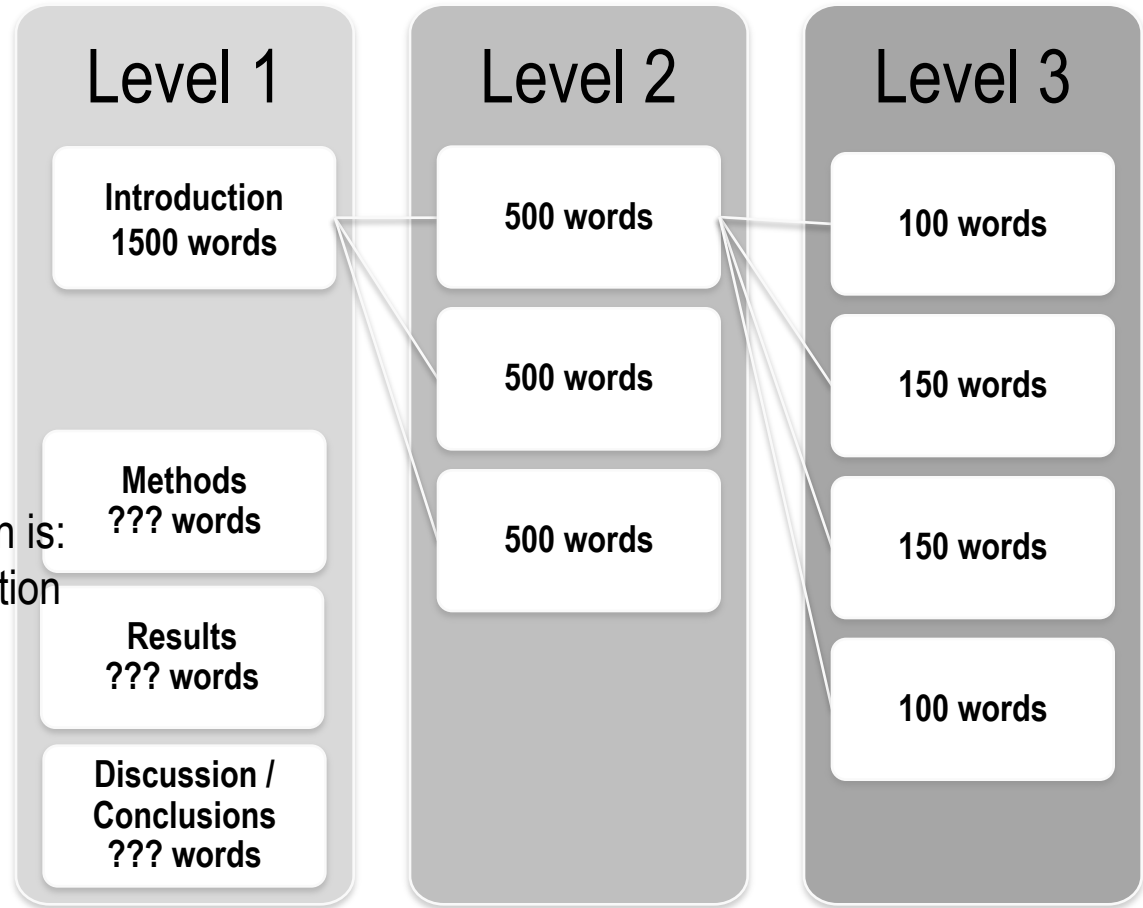 Level 1
Introduction
1500 words
Methods
??? words
is:
Results
??? words
Discussion /
Conclusions
??? words
Level 2
500 words
500 words
500 words
Level 3
100 words
150 words
150 words
100 words